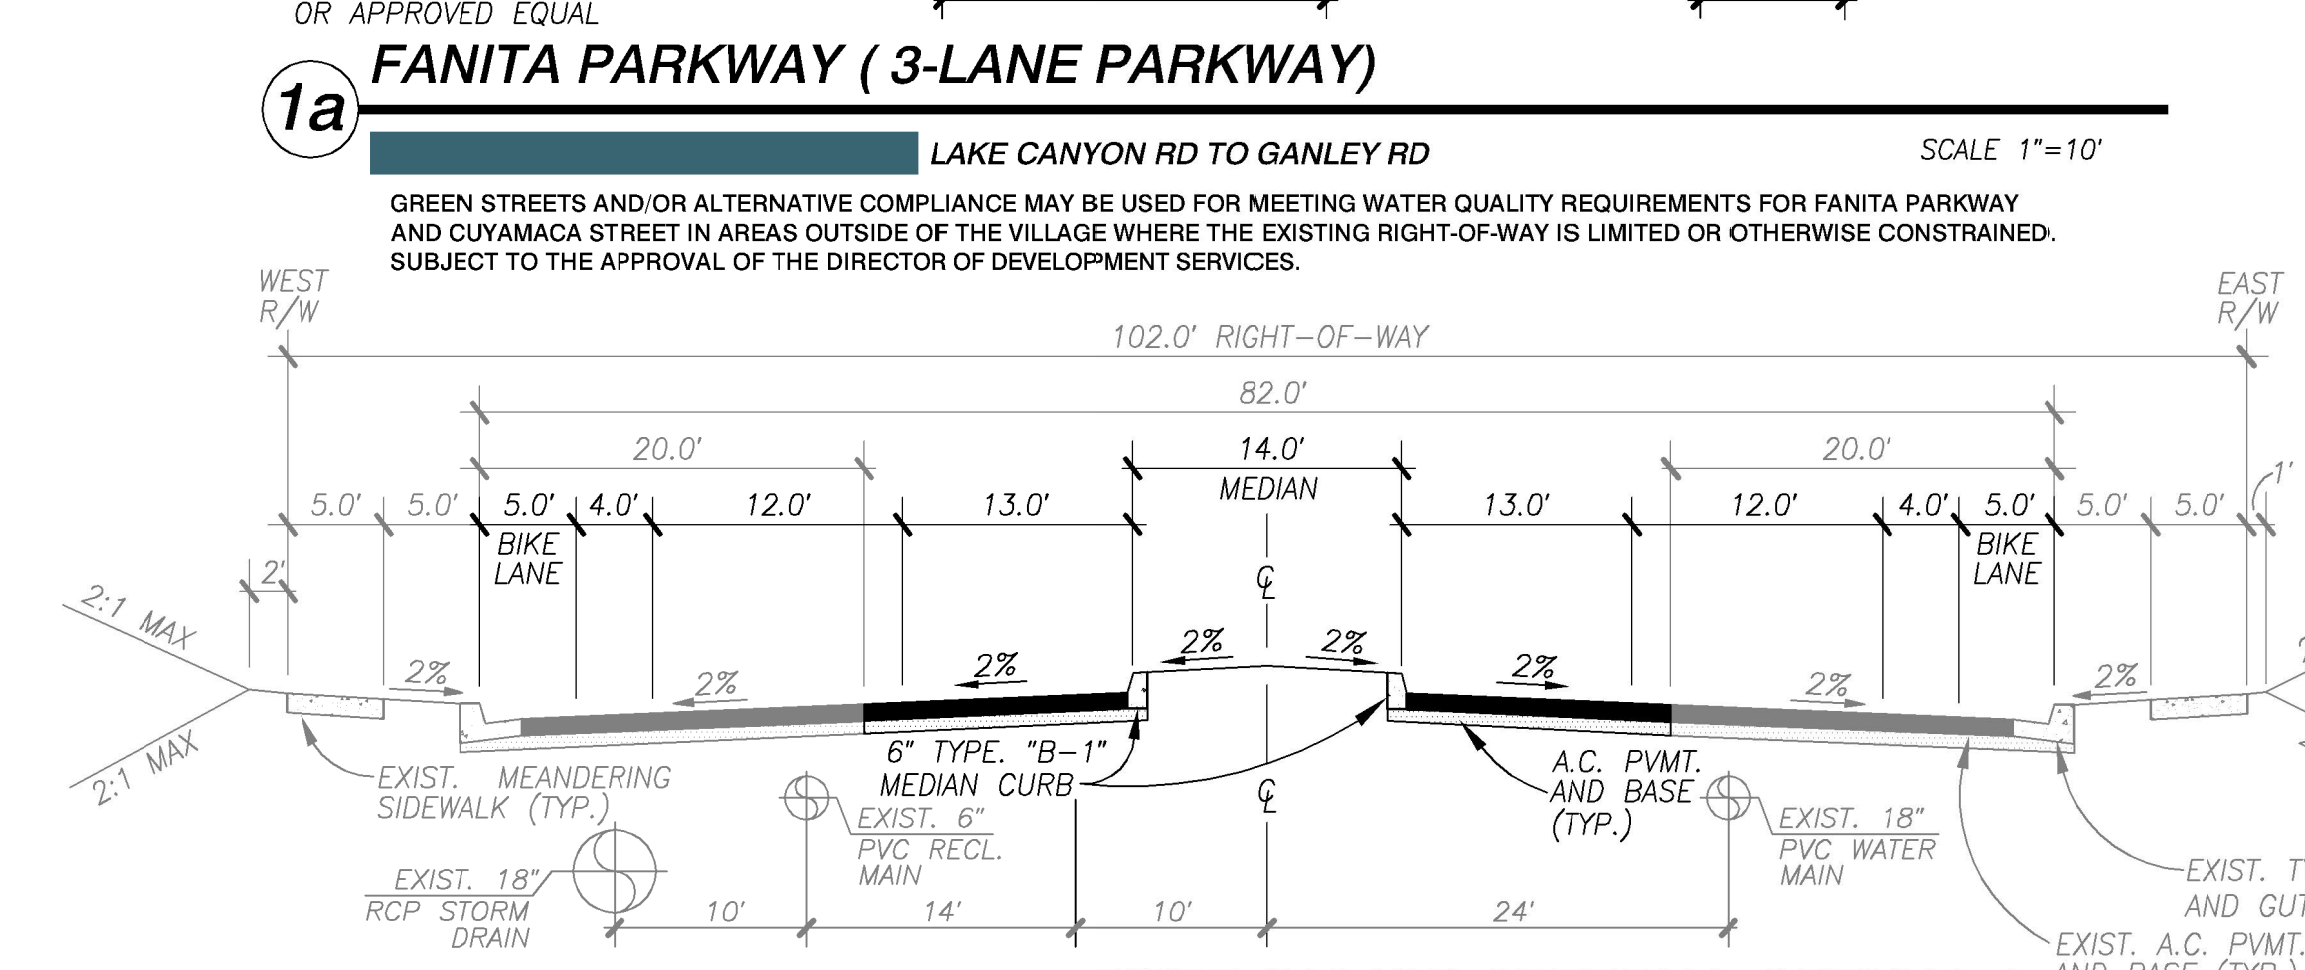 OR APPROVED EQUAL
FANITA PARKWAY ( 3-LANE PARKWAY)
1a
LAKE CANYON RD TO GANLEY RD
SCALE 1"=10'
GREEN STREETS AND/OR ALTERNATIVE COMPLIANCE MAY BE USED FOR MEETING WATER QUALITY REQUIREMENTS FOR FANITA PARKWAY
AND CUYAMACA STREET IN AREAS OUTSIDE OF THE VILLAGE WHERE THE EXISTING RIGHT-OF-WAY IS LIMITED OR OTHERWISE CONSTRAINED.
SUBJECT TO THE APPROVAL OF THE DIRECTOR OF DEVELOPMENT SERVICES.
WEST
R/W
EAST
R/W
102.0' RIGHT-OF-WAY
82.0'
20.0'
14.0'
20.0'
MEDIAN
5.0' 5.0' 5.0' 4.0' 12.0' 13.0' 13.0' 12.0' 4.0' 5.0' 5.0' 5.0' 1'
BIKE
LANE
BIKE
LANE
℄
2'
2:1 MAX
2% 2% 2% 2% 2% 2% 2% 2%
2:1 MAX
6" TYPE. "B-1"
MEDIAN CURB
℄
A.C. PVMT.
AND BASE
(TYP.)
EXIST. MEANDERING
SIDEWALK (TYP.)
EXIST. 6"
PVC RECL.
MAIN
EXIST. 18"
PVC WATER
MAIN
EXIST. 18"
RCP STORM
DRAIN
10' 14' 10' 24'
EXIST.
AND
EXIST. A.C. PVMT.
AND BASE (TYP.)